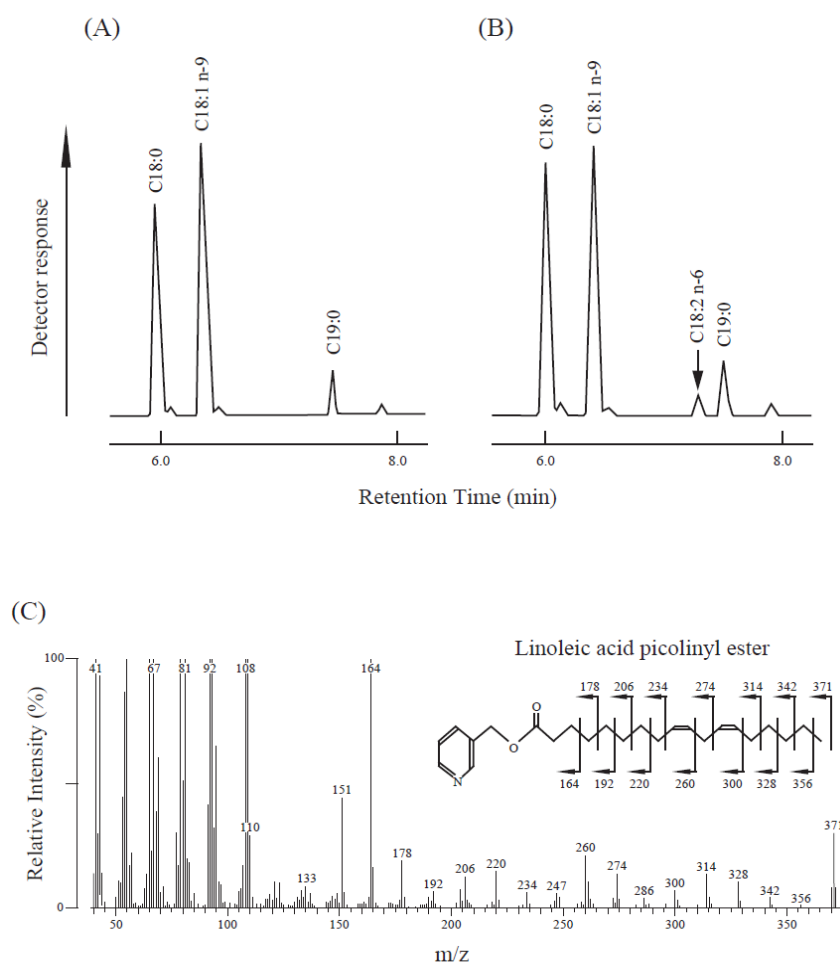 (A)
(B)
Detector response
C18:0
C18:1 n-9
C19:0
C18:0
C18:1 n-9
C18:2 n-6
C19:0
6.0
8.0
6.0
8.0
Retention Time (min)
(C)
Linoleic acid picolinyl ester
178 206 234 274 314 342 371
O
O
N
164 192 220 260 300 328 356
Relative Intensity (%)
100
0
41 67 81 92 108 164
151
110
133
178
192
206
220
234
247
260
274
286
300
314
328
342
356
371
50 100 150 200 250 300 350
m/z